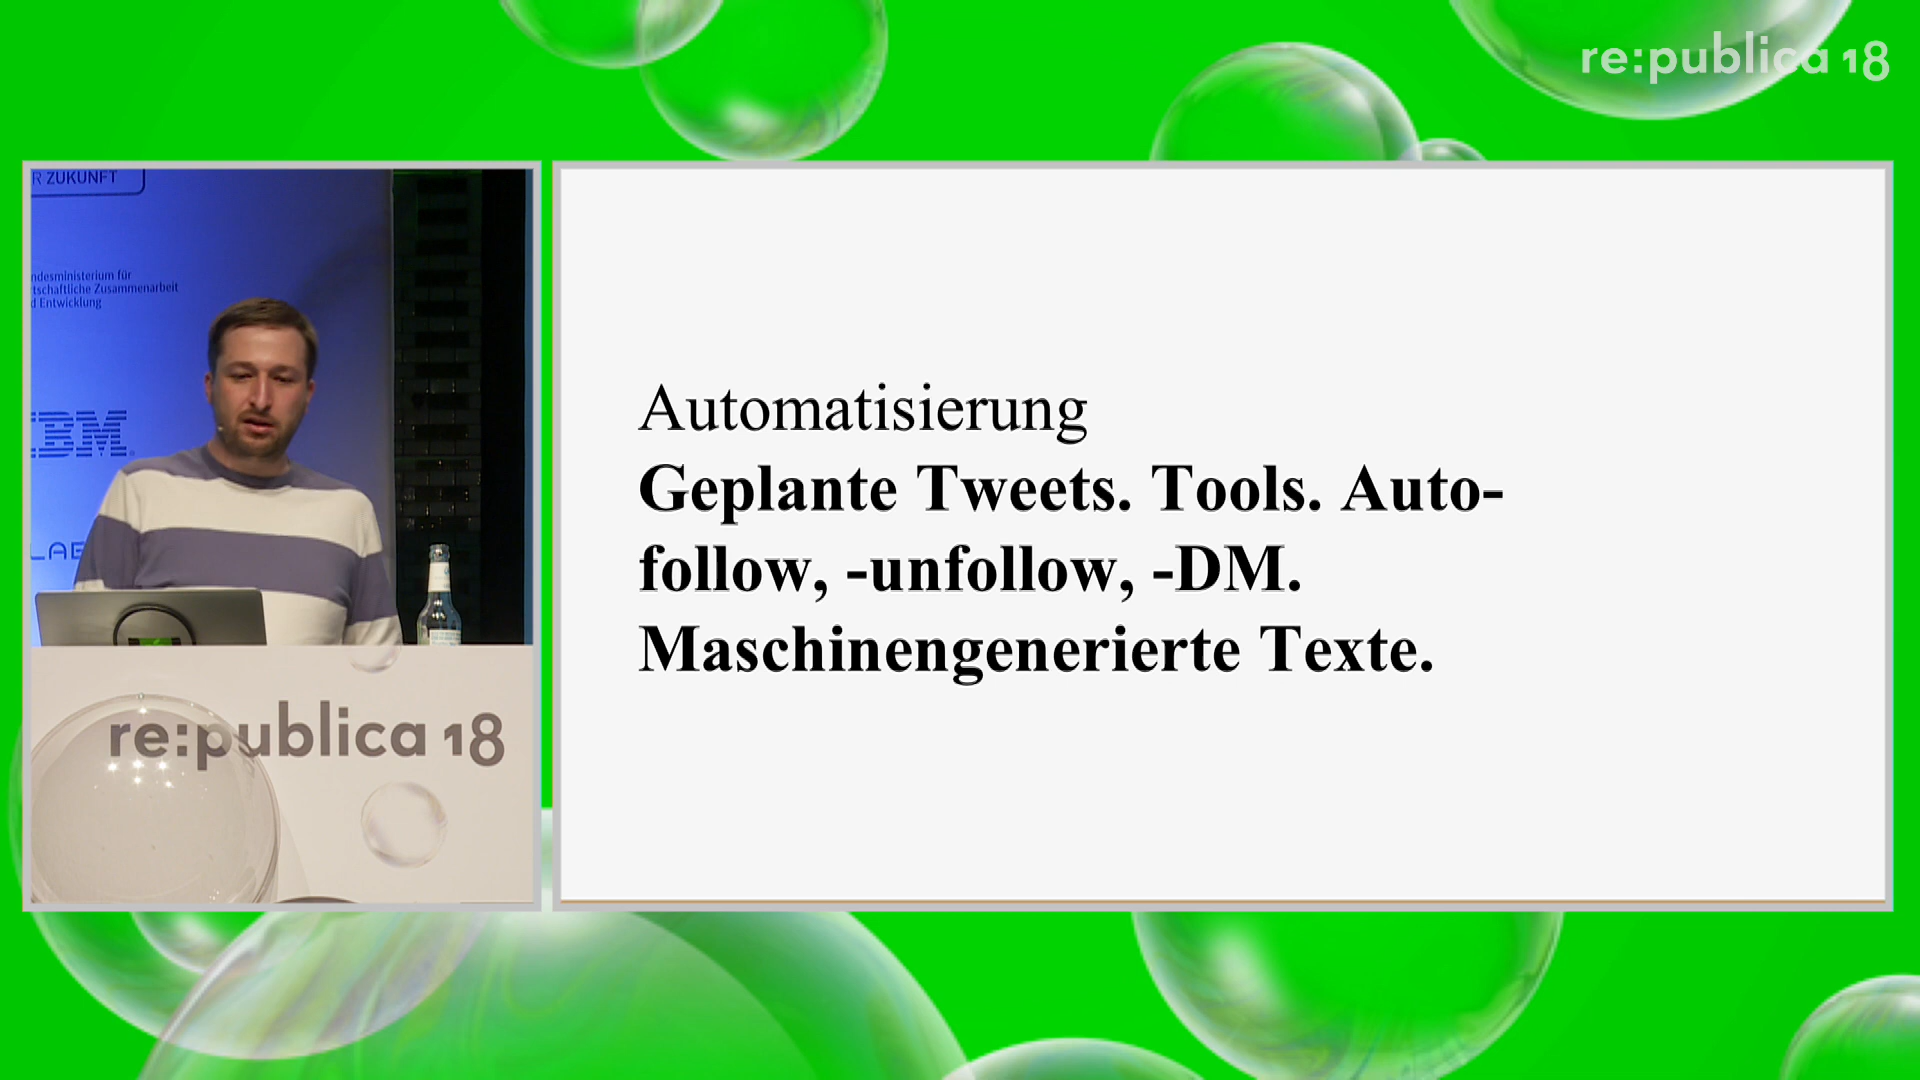 re:publica 18
R ZUKUNFT
ndesministerium für
tschaftliche Zusammenarbeit
d Entwicklung
IBM
LAB
re:publica 18
Automatisierung
Geplante Tweets. Tools. Auto-
follow, -unfollow, -DM.
Maschinengenerierte Texte.